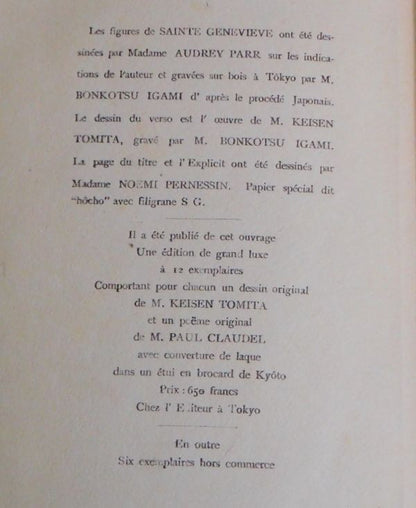 Les figures de SAINTE GENEVIEVE ont été des-
sinées par Madame AUDREY PARR sur les indica-
tions de l'auteur et gravées sur bois à Tôkyo par M.
BONKOTSU IGAMI d' après le procédé Japonais.
Le dessin du verso est l' œuvre de M. KEISEN
TOMITA, gravé par M. BONKOTSU IGAMI.
La page du titre et l'Explicit ont été dessinés par
Madame NOEMI PERNESSIN. Papier spécial dit
"hôcho" avec filigrane S G.
Il a été publié de cet ouvrage
Une édition de grand luxe
à 12 exemplaires
Comportant pour chacun un dessin original
de M. KEISEN TOMITA
et un poëme original
de M. PAUL CLAUDEL
avec couverture de laque
dans un étui en brocard de Kyôto
Prix : 650 francs
Chez l' Editeur à Tokyo
En outre
Six exemplaires hors commerce